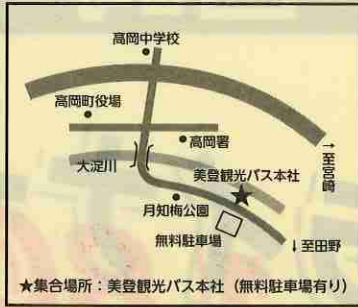 高岡中学校
高岡町役場
高岡署
大淀川
美登観光バス本社
↑至宮崎
月知梅公園
無料駐車場
↓至田野
★集合場所：美登観光バス本社（無料駐車場有り）